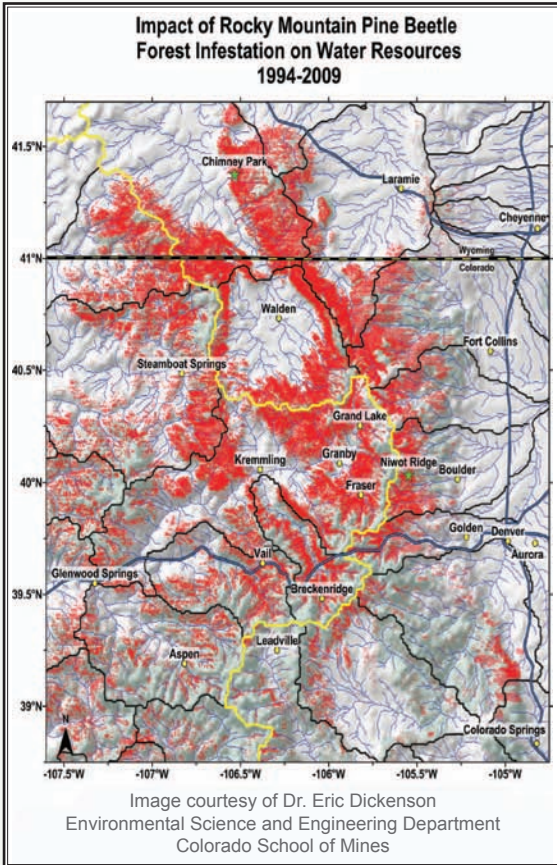 Impact of Rocky Mountain Pine Beetle
Forest Infestation on Water Resources
1994-2009
41.5°N
Chimney Park
Laramie
Cheyenne
41°N
Wyoming
Colorado
Walden
Fort Collins
40.5°N
Steamboat Springs
Grand Lake
Kremmling
Granby
Niwot Ridge
40°N
Boulder
Fraser
Golden
Denver
Vail
Aurora
39.5°N
Glenwood Springs
Breckenridge
Leadville
Aspen
39°N
N
Colorado Springs
-107.5°W -107°W -106.5°W -106°W -105.5°W -105°W
Image courtesy of Dr. Eric Dickenson
Environmental Science and Engineering Department
Colorado School of Mines